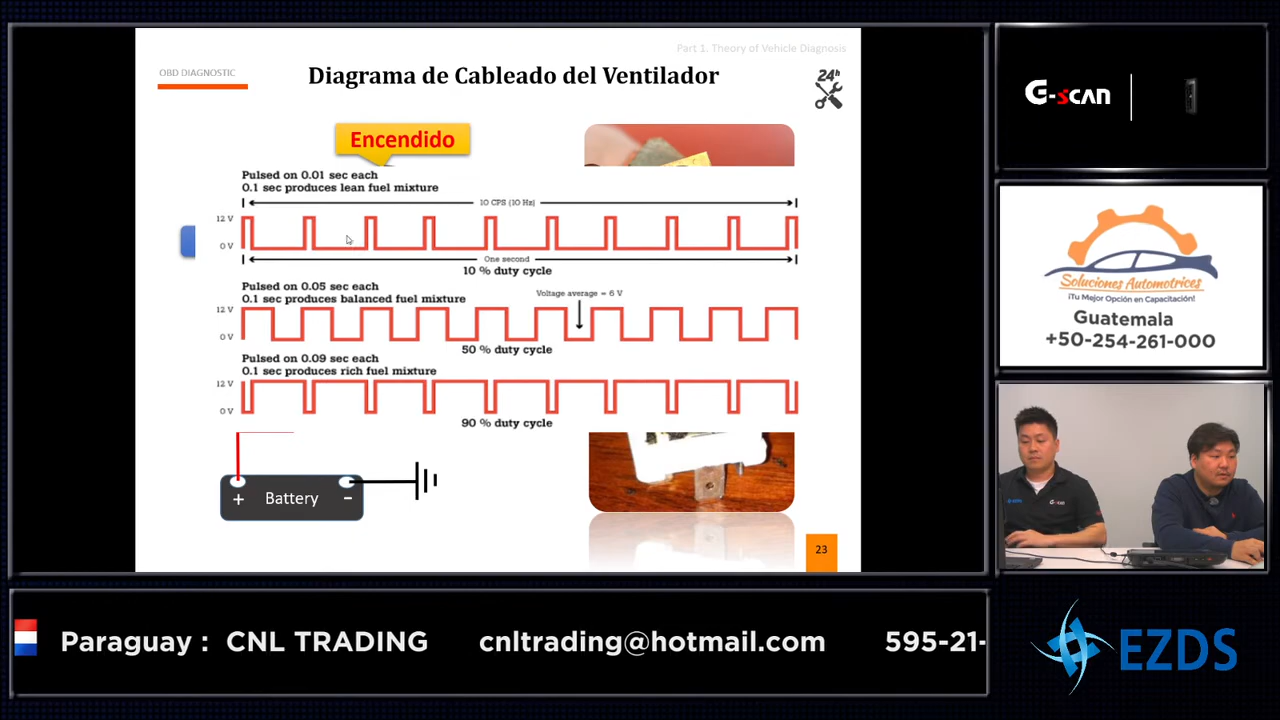 Part 1. Theory of Vehicle Diagnosis
OBD DIAGNOSTIC
Diagrama de Cableado del Ventilador
24h
Encendido
Pulsed on 0.01 sec each
0.1 sec produces lean fuel mixture
10 CPS (10 Hz)
12 V
0 V
One second
10 % duty cycle
Pulsed on 0.05 sec each
0.1 sec produces balanced fuel mixture
Voltage average = 6 V
12 V
0 V
50 % duty cycle
Pulsed on 0.09 sec each
0.1 sec produces rich fuel mixture
12 V
0 V
90 % duty cycle
+ Battery -
23
G-SCAN
Soluciones Automotrices
¡Tu Mejor Opción en Capacitación!
Guatemala
+50-254-261-000
Paraguay : CNL TRADING cnltrading@hotmail.com 595-21-
EZDS